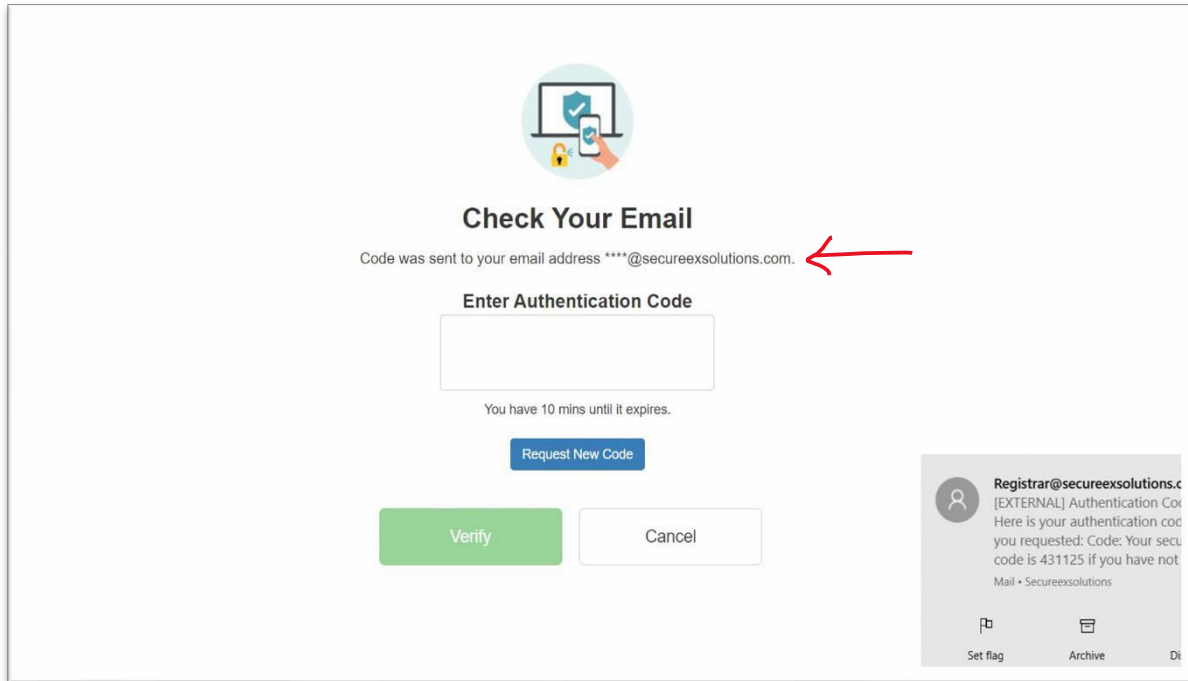 Check Your Email
Code was sent to your email address ****@secureexsolutions.com.
Enter Authentication Code
You have 10 mins until it expires.
Request New Code
Verify
Cancel
Registrar@secureexsolutions.c
[EXTERNAL] Authentication Coc
Here is your authentication cod
you requested: Code: Your secu
code is 431125 if you have not
Mail • Secureexsolutions
Set flag
Archive
Di